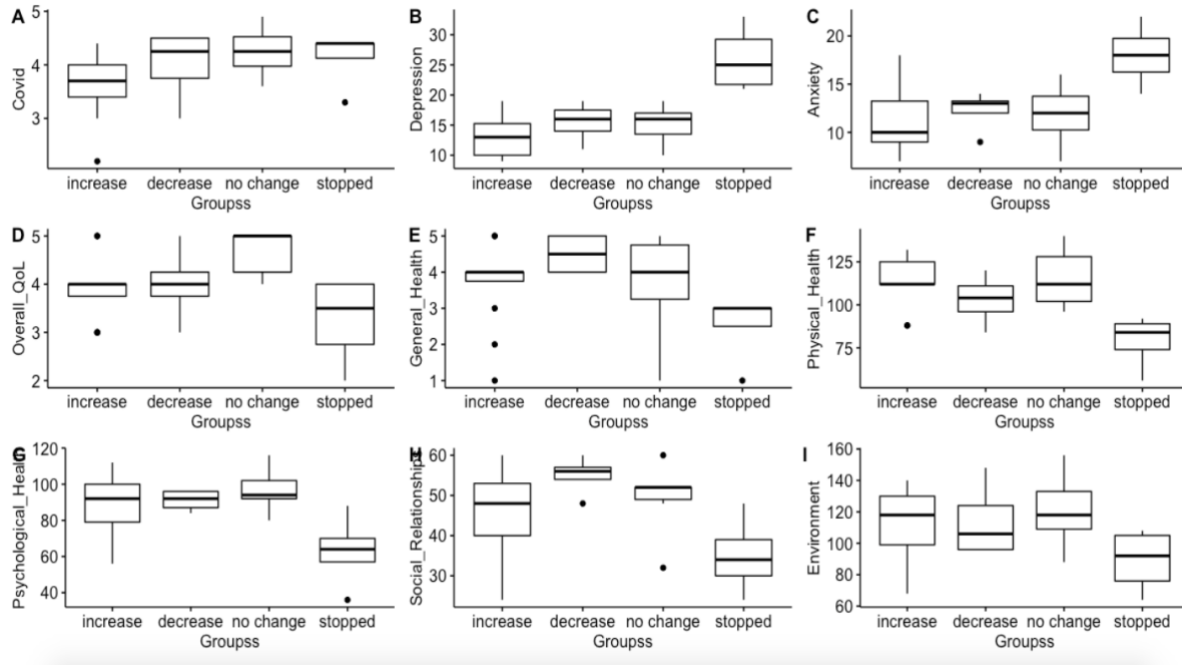 A
Covid
5
4
3
increase decrease no change stopped
Groupss
B
Depression
30
25
20
15
10
increase decrease no change stopped
Groupss
C
Anxiety
20
15
10
increase decrease no change stopped
Groupss
D
Overall_QoL
5
4
3
2
increase decrease no change stopped
Groupss
E
General_Health
5
4
3
2
1
increase decrease no change stopped
Groupss
F
Physical_Health
125
100
75
increase decrease no change stopped
Groupss
G
120
100
80
60
40
increase decrease no change stopped
Groupss
H
Social_Relationships
60
50
40
30
increase decrease no change stopped
Groupss
I
Environment
160
140
120
100
80
60
increase decrease no change stopped
Groupss